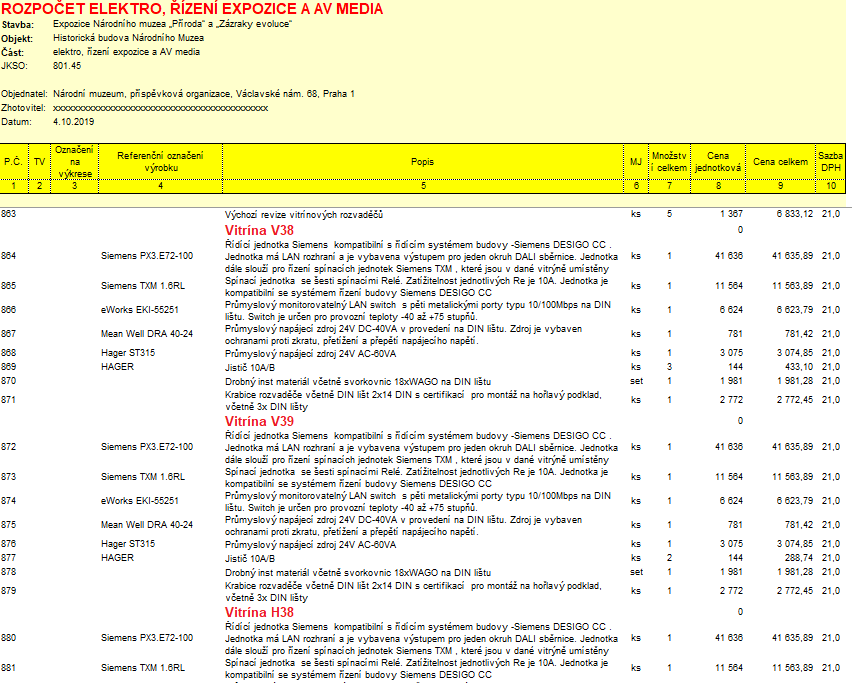 ROZPOČET ELEKTRO, ŘÍZENÍ EXPOZICE A AV MEDIA
Stavba: Expozice Národního muzea „Příroda“ a „Zázraky evoluce“
Objekt: Historická budova Národního Muzea
Část: elektro, řízení expozice a AV media
JKSO: 801.45
Objednatel: Národní muzeum, příspěvková organizace, Václavské nám. 68, Praha 1
Zhotovitel: xxxxxxxxxxxxxxxxxxxxxxxxxxxxxxxxxxxxxxxxxxx
Datum: 4.10.2019
P.Č. TV Označení na výkrese Referenční označení výrobku Popis MJ Množství celkem Cena jednotková Cena celkem Sazba DPH
1 2 3 4 5 6 7 8 9 10
863 Výchozí revize vitrínových rozvaděčů ks 5 1 367 6 833,12 21,0
Vitrína V38 0
Řídící jednotka Siemens kompatibilní s řídícím systémem budovy -Siemens DESIGO CC .
864 Siemens PX3.E72-100 Jednotka má LAN rozhraní a je vybavena výstupem pro jeden okruh DALI sběrnice. Jednotka ks 1 41 636 41 635,89 21,0
dále slouží pro řízení spínacích jednotek Siemens TXM , které jsou v dané vitrýně umístěny
865 Siemens TXM 1.6RL Spínací jednotka se šesti spínacími Relé. Zatížitelnost jednotlivých Re je 10A. Jednotka je ks 1 11 564 11 563,89 21,0
kompatibilní se systémem řízení budovy Siemens DESIGO CC
866 eWorks EKI-55251 Průmyslový monitorovatelný LAN switch s pěti metalickými porty typu 10/100Mbps na DIN ks 1 6 624 6 623,79 21,0
lištu. Switch je určen pro provozní teploty -40 až +75 stupňů.
867 Mean Well DRA 40-24 Průmyslový napájecí zdroj 24V DC-40VA v provedení na DIN lištu. Zdroj je vybaven ks 1 781 781,42 21,0
ochranami proti zkratu, přetížení a přepětí napájecího napětí.
868 Hager ST315 Průmyslový napájecí zdroj 24V AC-60VA ks 1 3 075 3 074,85 21,0
869 HAGER Jistič 10A/B ks 3 144 433,10 21,0
870 Drobný inst materiál včetně svorkovnic 18xWAGO na DIN lištu set 1 1 981 1 981,28 21,0
871 Krabice rozvaděče včetně DIN lišt 2x14 DIN s certifikací pro montáž na hořlavý podklad, ks 1 2 772 2 772,45 21,0
včetně 3x DIN lišty
Vitrína V39 0
Řídící jednotka Siemens kompatibilní s řídícím systémem budovy -Siemens DESIGO CC .
872 Siemens PX3.E72-100 Jednotka má LAN rozhraní a je vybavena výstupem pro jeden okruh DALI sběrnice. Jednotka ks 1 41 636 41 635,89 21,0
dále slouží pro řízení spínacích jednotek Siemens TXM , které jsou v dané vitrýně umístěny
873 Siemens TXM 1.6RL Spínací jednotka se šesti spínacími Relé. Zatížitelnost jednotlivých Re je 10A. Jednotka je ks 1 11 564 11 563,89 21,0
kompatibilní se systémem řízení budovy Siemens DESIGO CC
874 eWorks EKI-55251 Průmyslový monitorovatelný LAN switch s pěti metalickými porty typu 10/100Mbps na DIN ks 1 6 624 6 623,79 21,0
lištu. Switch je určen pro provozní teploty -40 až +75 stupňů.
875 Mean Well DRA 40-24 Průmyslový napájecí zdroj 24V DC-40VA v provedení na DIN lištu. Zdroj je vybaven ks 1 781 781,42 21,0
ochranami proti zkratu, přetížení a přepětí napájecího napětí.
876 Hager ST315 Průmyslový napájecí zdroj 24V AC-60VA ks 1 3 075 3 074,85 21,0
877 HAGER Jistič 10A/B ks 2 144 288,74 21,0
878 Drobný inst materiál včetně svorkovnic 18xWAGO na DIN lištu set 1 1 981 1 981,28 21,0
879 Krabice rozvaděče včetně DIN lišt 2x14 DIN s certifikací pro montáž na hořlavý podklad, ks 1 2 772 2 772,45 21,0
včetně 3x DIN lišty
Vitrína H38 0
Řídící jednotka Siemens kompatibilní s řídícím systémem budovy -Siemens DESIGO CC .
880 Siemens PX3.E72-100 Jednotka má LAN rozhraní a je vybavena výstupem pro jeden okruh DALI sběrnice. Jednotka ks 1 41 636 41 635,89 21,0
dále slouží pro řízení spínacích jednotek Siemens TXM , které jsou v dané vitrýně umístěny
881 Siemens TXM 1.6RL Spínací jednotka se šesti spínacími Relé. Zatížitelnost jednotlivých Re je 10A. Jednotka je ks 1 11 564 11 563,89 21,0
kompatibilní se systémem řízení budovy Siemens DESIGO CC